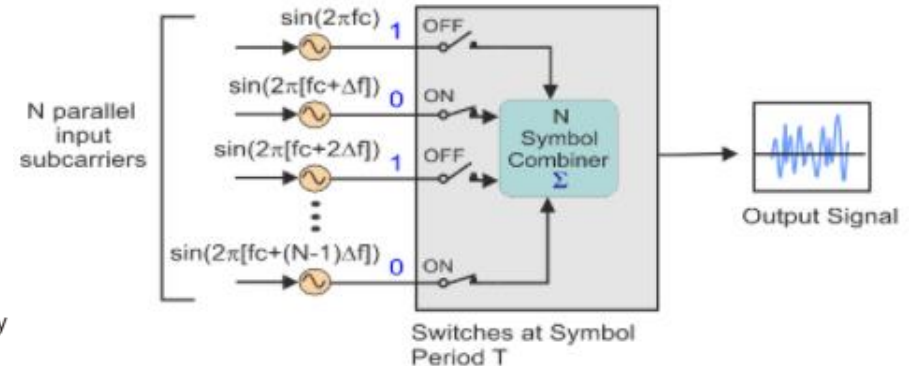 sin(2πfc)
1
OFF
sin(2π[fc+Δf])
0
ON
N parallel
input
subcarriers
sin(2π[fc+2Δf])
1
OFF
N
Symbol
Combiner
Σ
Output Signal
sin(2π[fc+(N-1)Δf])
0
ON
y
Switches at Symbol
Period T